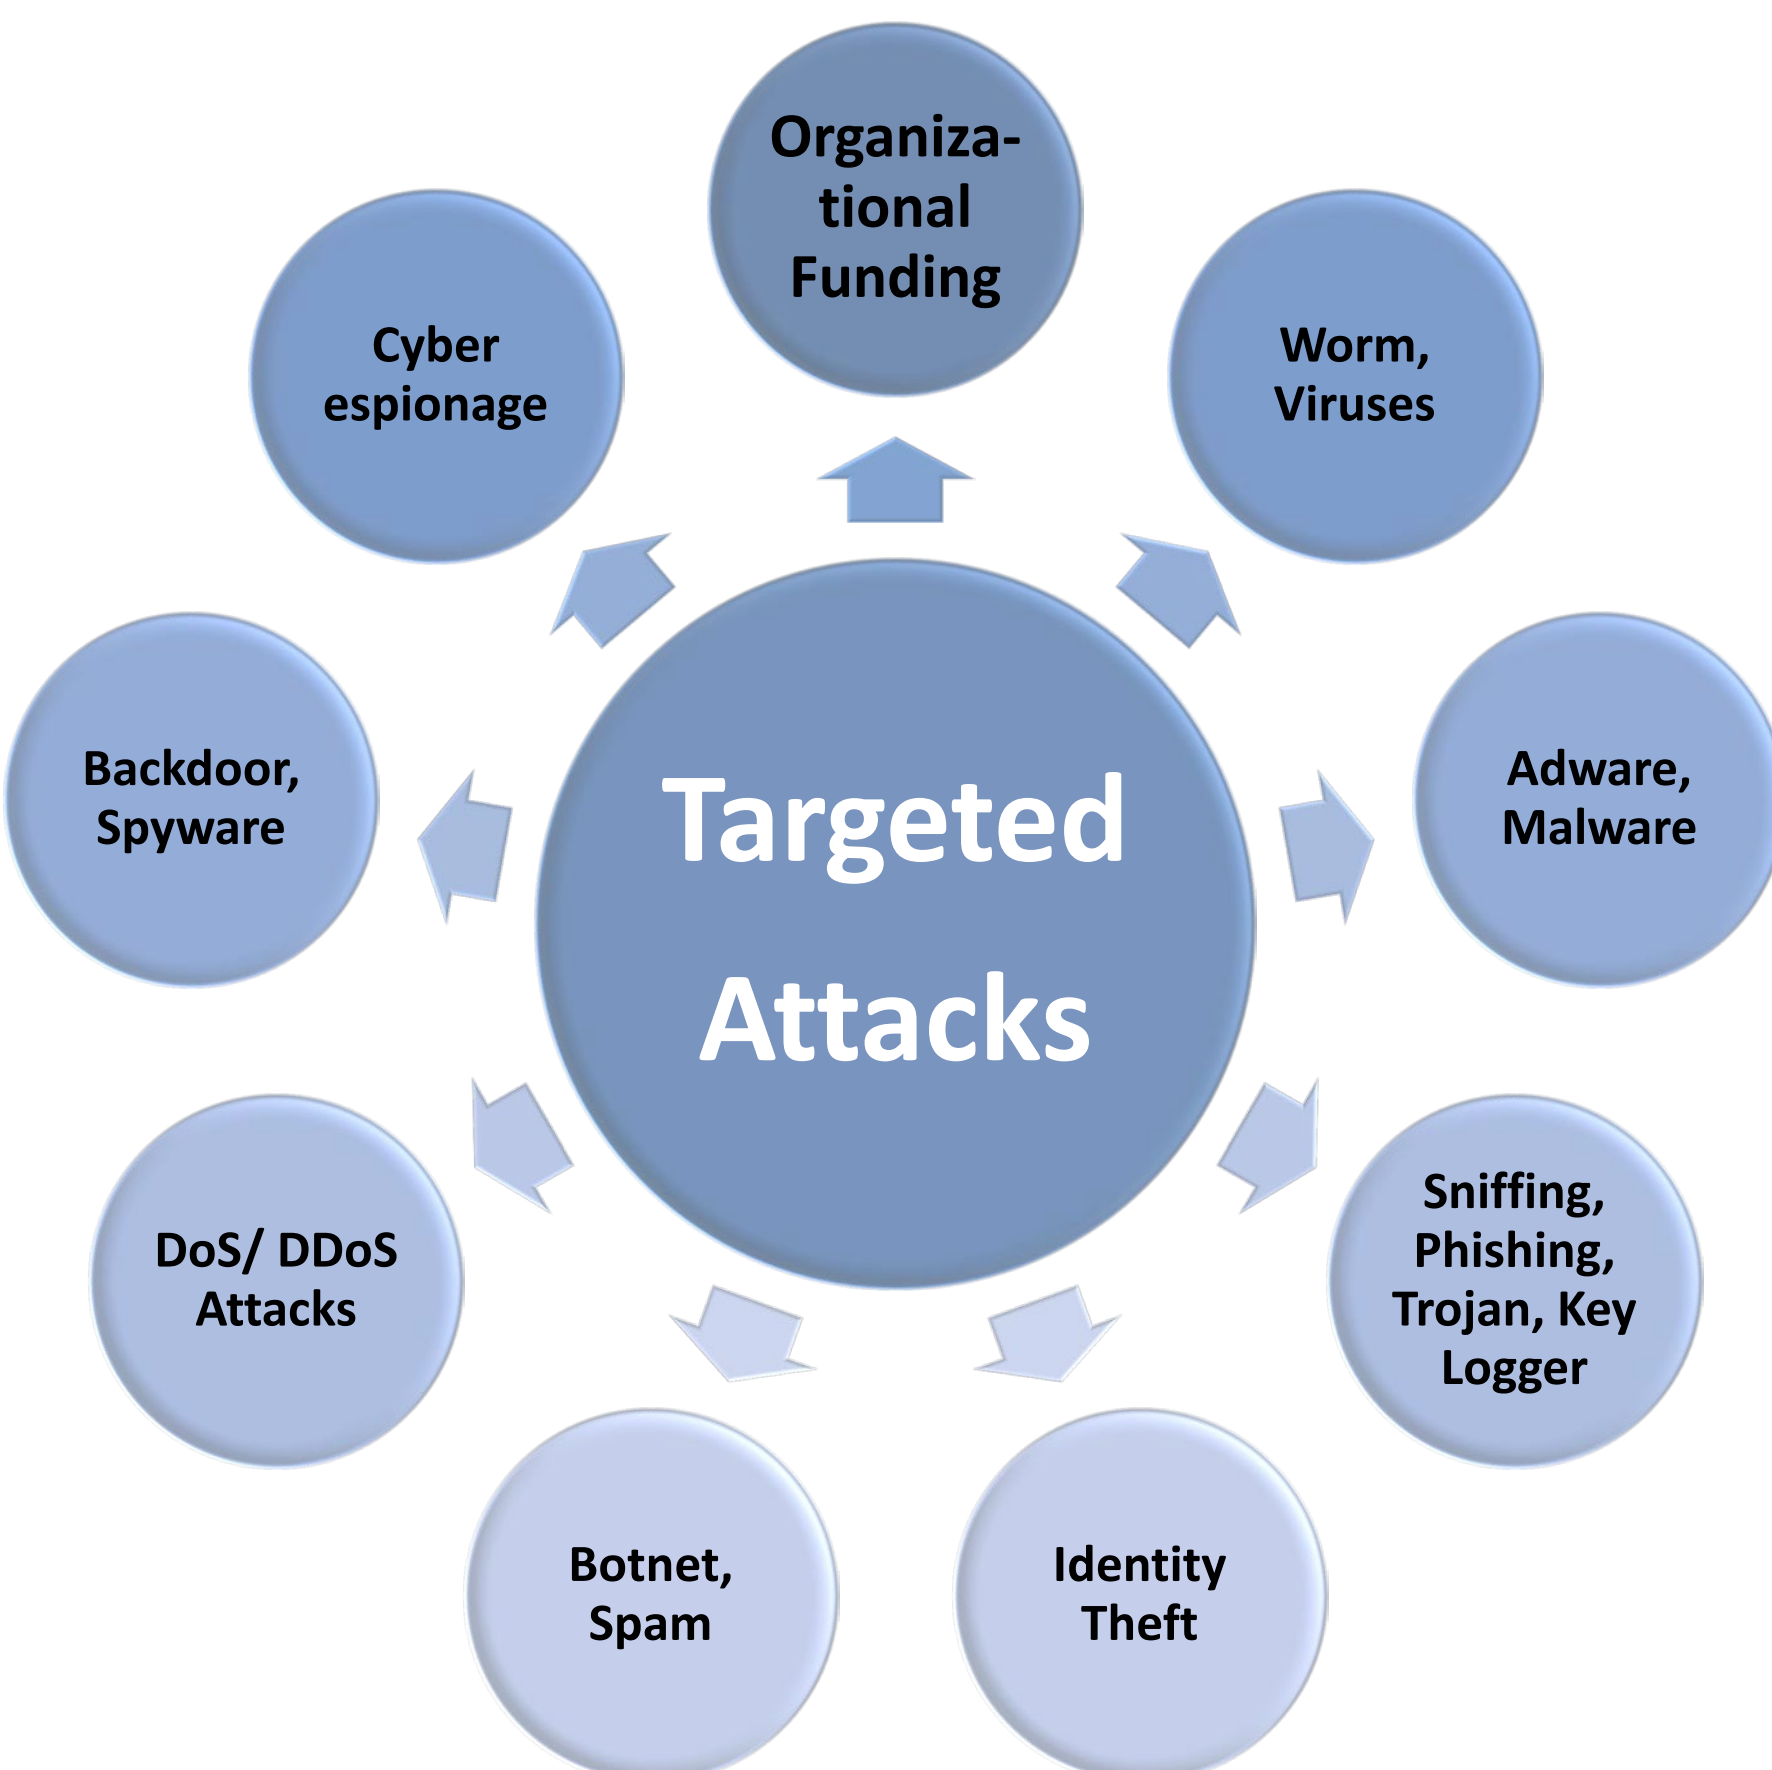 Organiza-
tional
Funding
Worm,
Viruses
Adware,
Malware
Sniffing,
Phishing,
Trojan, Key
Logger
Identity
Theft
Botnet,
Spam
DoS/ DDoS
Attacks
Backdoor,
Spyware
Cyber
espionage
Targeted
Attacks